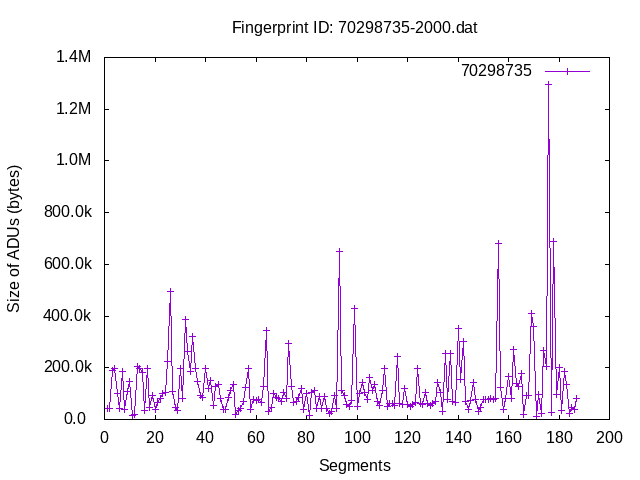 Fingerprint ID: 70298735-2000.dat
70298735
1.4M
1.2M
1.0M
800.0k
600.0k
400.0k
200.0k
0.0
Size of ADUs (bytes)
0 20 40 60 80 100 120 140 160 180 200
Segments